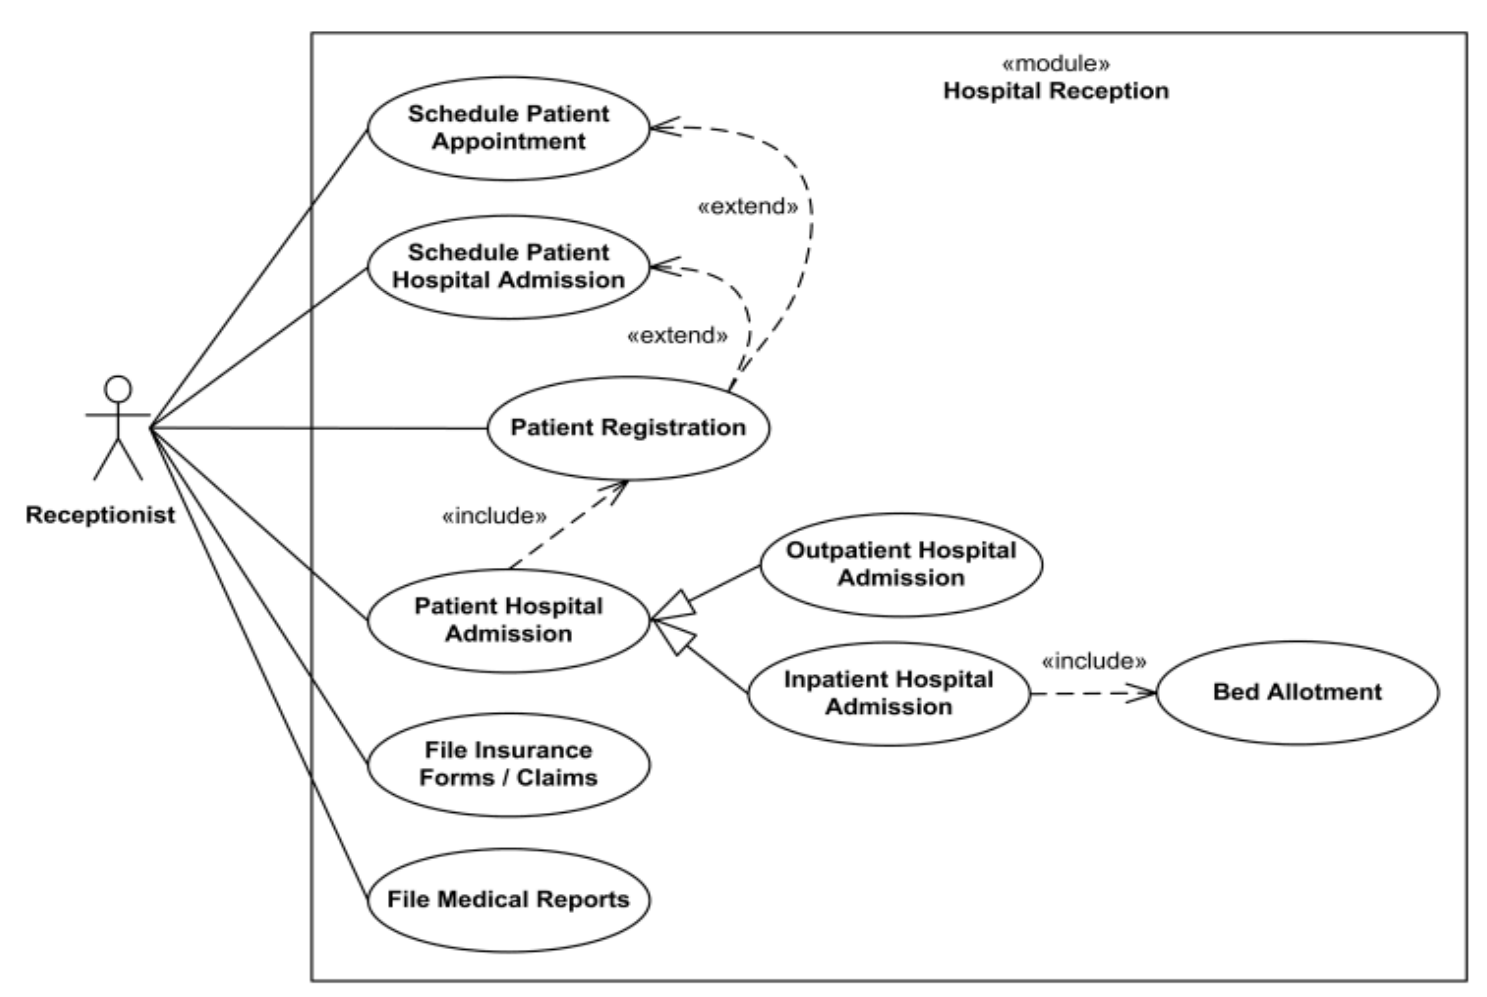 «module»
Hospital Reception
Schedule Patient
Appointment
«extend»
Schedule Patient
Hospital Admission
«extend»
Patient Registration
Receptionist
«include»
Outpatient Hospital
Admission
Patient Hospital
Admission
«include»
Inpatient Hospital
Admission
Bed Allotment
File Insurance
Forms / Claims
File Medical Reports